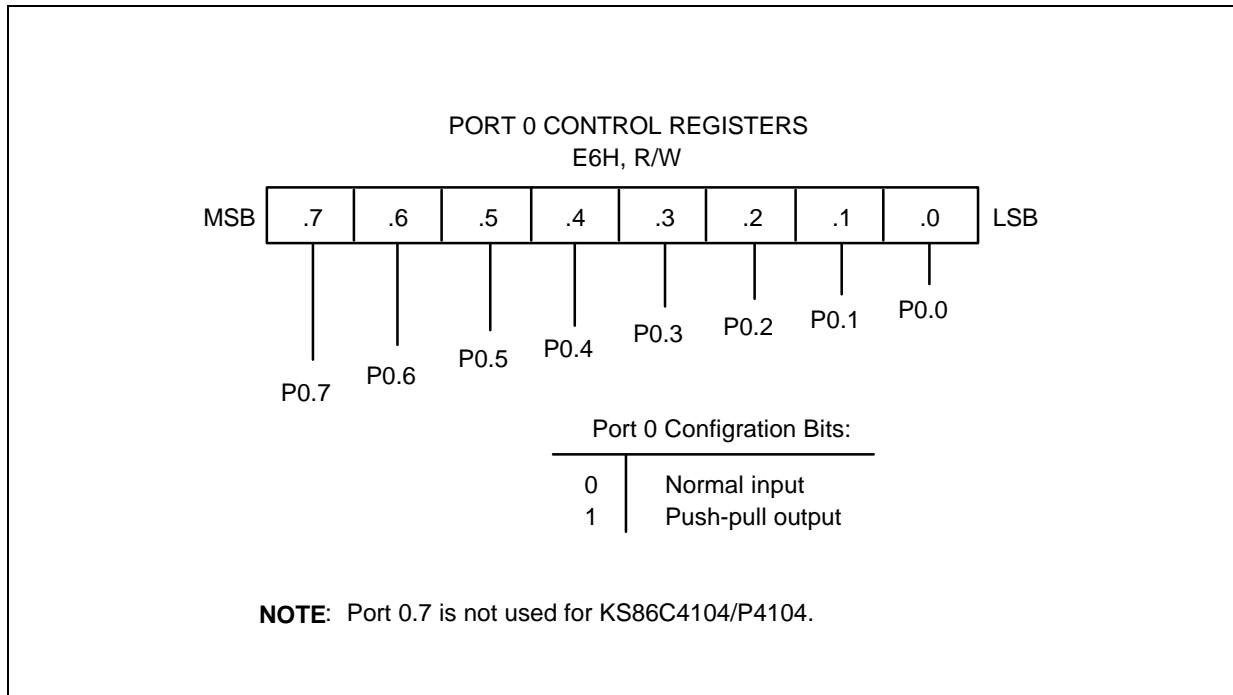 PORT 0 CONTROL REGISTERS
E6H, R/W
MSB .7 .6 .5 .4 .3 .2 .1 .0 LSB
P0.7 P0.6 P0.5 P0.4 P0.3 P0.2 P0.1 P0.0
Port 0 Configration Bits:
0 Normal input
1 Push-pull output
NOTE: Port 0.7 is not used for KS86C4104/P4104.